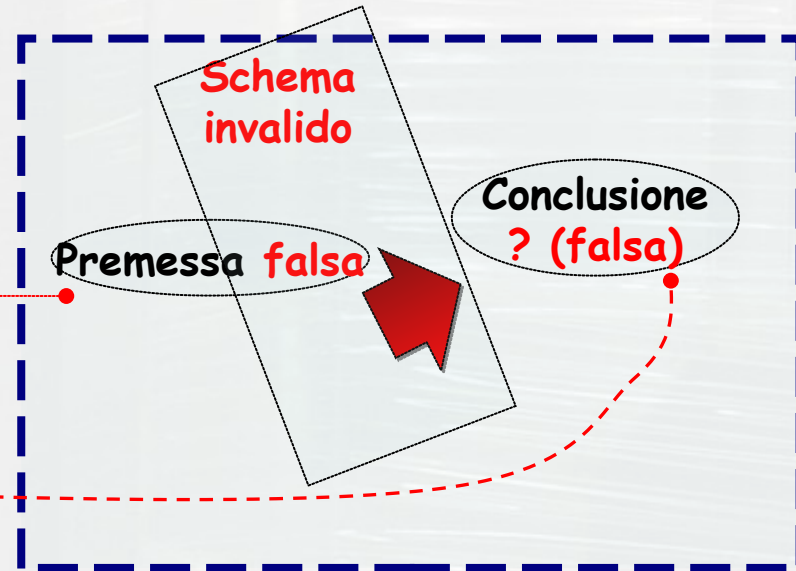 Schema
invalido
Premessa falsa
Conclusione
? (falsa)